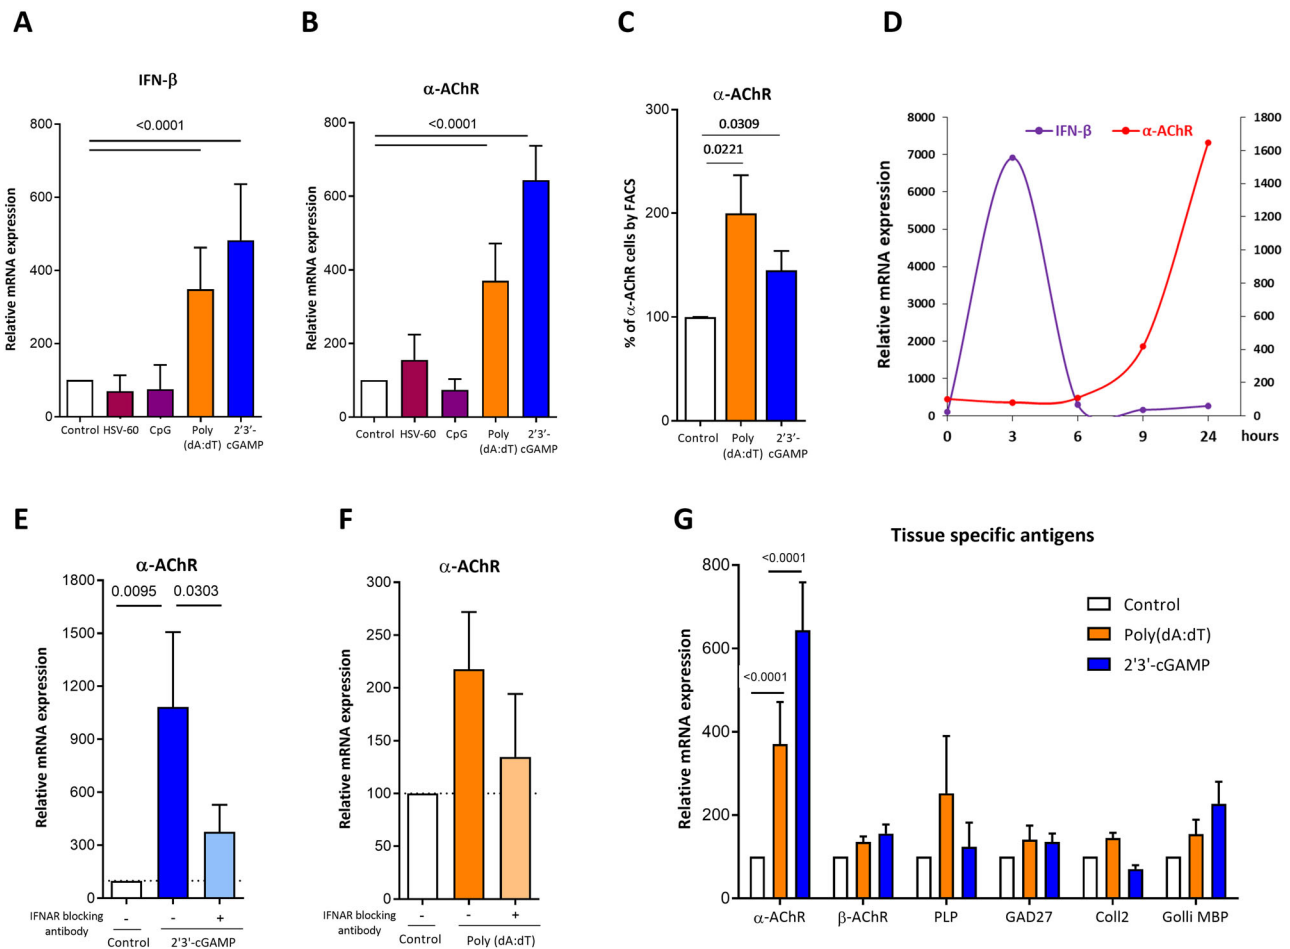 A
IFN-β
<0.0001
800
600
400
200
0
Relative mRNA expression
Control HSV-60 CpG Poly (dA:dT) 2'3'- cGAMP
B
α-AChR
<0.0001
800
600
400
200
0
Relative mRNA expression
Control HSV-60 CpG Poly (dA:dT) 2'3'- cGAMP
C
α-AChR
0.0309
0.0221
300
200
100
0
% of α-AChR cells by FACS
Control Poly (dA:dT) 2'3'- cGAMP
D
IFN-β α-AChR
8000
7000
6000
5000
4000
3000
2000
1000
0
Relative mRNA expression
1800
1600
1400
1200
1000
800
600
400
200
0
0 3 6 9 24 hours
E
α-AChR
0.0095 0.0303
1800
1500
1200
900
600
300
0
Relative mRNA expression
IFNAR blocking
antibody
- - +
Control 2'3'-cGAMP
F
α-AChR
300
250
200
150
100
50
0
Relative mRNA expression
IFNAR blocking
antibody
- - +
Control Poly (dA:dT)
G
Tissue specific antigens
<0.0001
<0.0001
800
600
400
200
0
Relative mRNA expression
Control
Poly(dA:dT)
2'3'-cGAMP
α-AChR β-AChR PLP GAD27 Coll2 Golli MBP